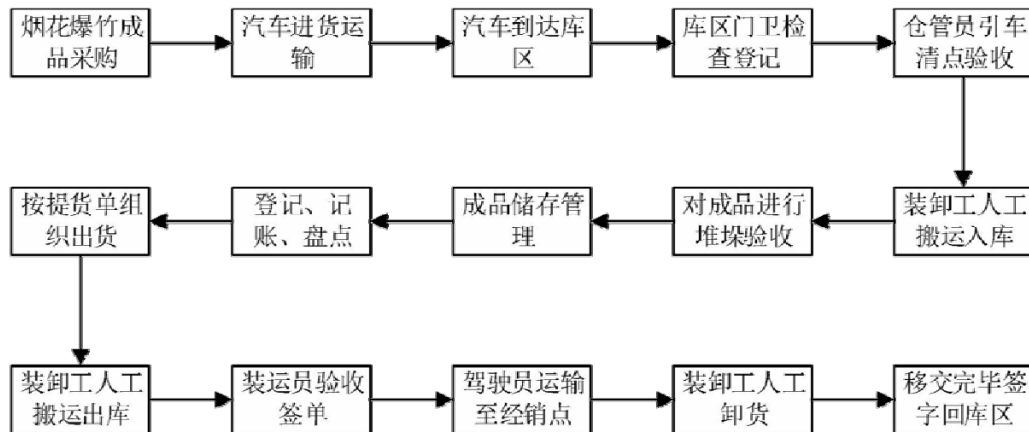 烟花爆竹成
品采购
汽车进货运
输
汽车到达库
区
库区门卫检
查登记
仓管员引车
清点验收
装卸工人工
搬运入库
对成品进行
堆垛验收
成品储存管
理
登记、记
账、盘点
按提货单组
织出货
装卸工人工
搬运出库
装运员验收
签单
驾驶员运输
至经销点
装卸工人工
卸货
移交完毕签
字回库区